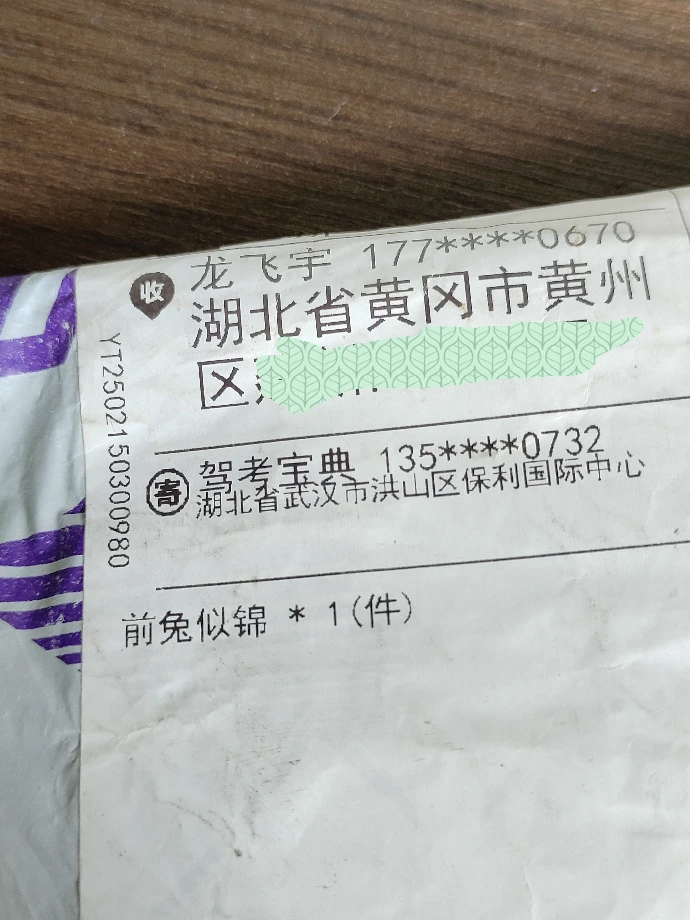 收
龙飞宇 177****0670
湖北省黄冈市黄州
区
YT2502150300980
寄
驾考宝典 135****0732
湖北省武汉市洪山区保利国际中心
前兔似锦 * 1(件)